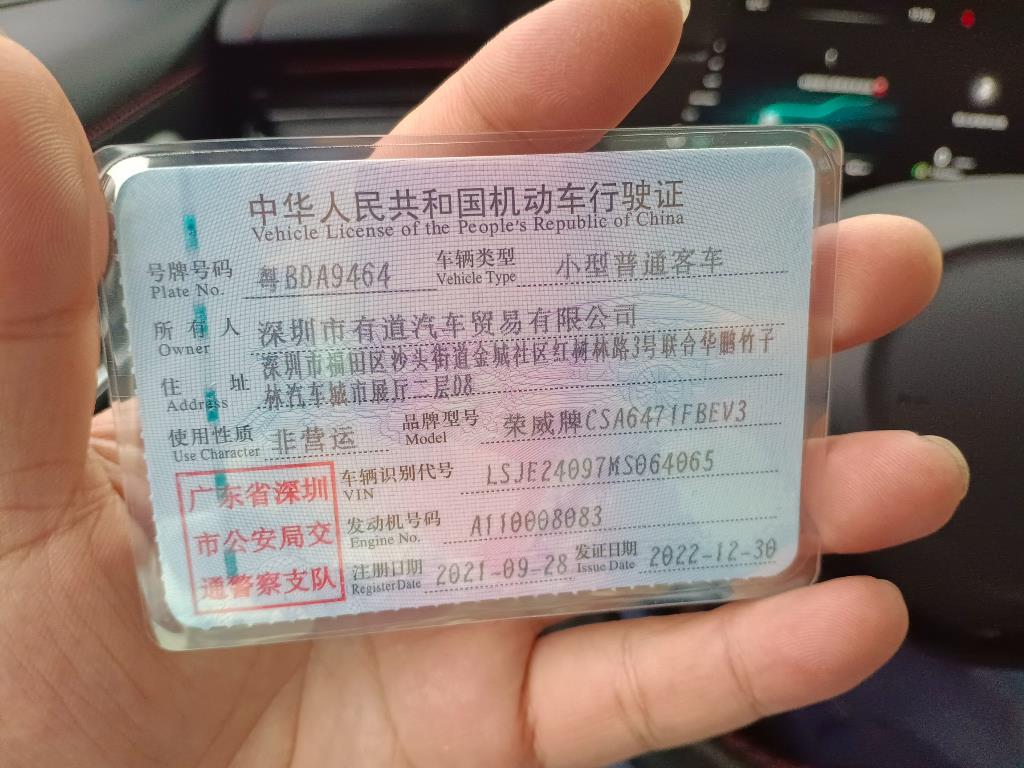 中华人民共和国机动车行驶证
Vehicle License of the People's Republic of China
号牌号码 粤BDA9464 车辆类型 小型普通客车
Plate No. Vehicle Type
所有人 深圳市有道汽车贸易有限公司
Owner
住址 深圳市福田区沙头街道金城社区红树林路3号联合华鹏竹子
Address 林汽车城市展厅二层D8
使用性质 非营运 品牌型号 荣威牌CSA6471FBEV3
Use Character Model
车辆识别代号 LSJE24097MS064065
VIN
发动机号码 A110008083
Engine No.
注册日期 2021-09-28 发证日期 2022-12-30
Register Date Issue Date
广东省深圳
市公安局交
通警察支队